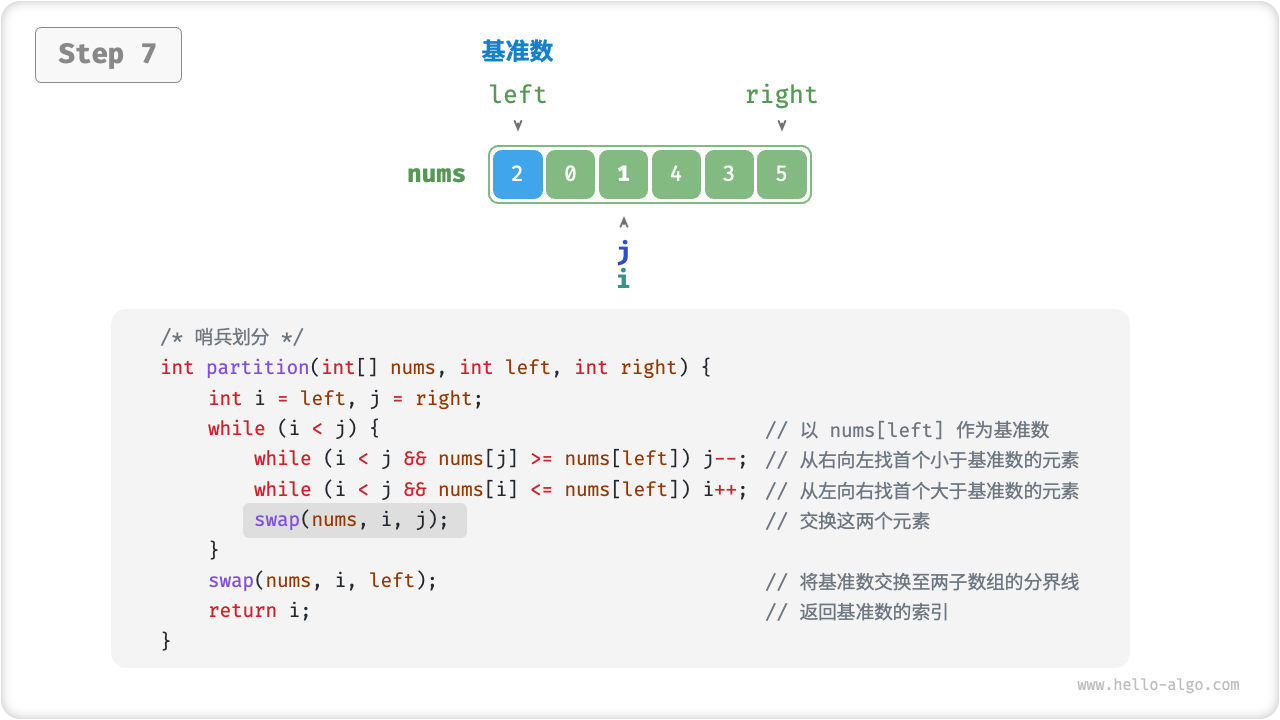 Step 7
基准数
left right
nums 2 0 1 4 3 5
j
i
/* 哨兵划分 */
int partition(int[] nums, int left, int right) {
int i = left, j = right;
while (i < j) { // 以 nums[left] 作为基准数
while (i < j && nums[j] >= nums[left]) j--; // 从右向左找首个小于基准数的元素
while (i < j && nums[i] <= nums[left]) i++; // 从左向右找首个大于基准数的元素
swap(nums, i, j); // 交换这两个元素
}
swap(nums, i, left); // 将基准数交换至两子数组的分界线
return i; // 返回基准数的索引
}
www.hello-algo.com